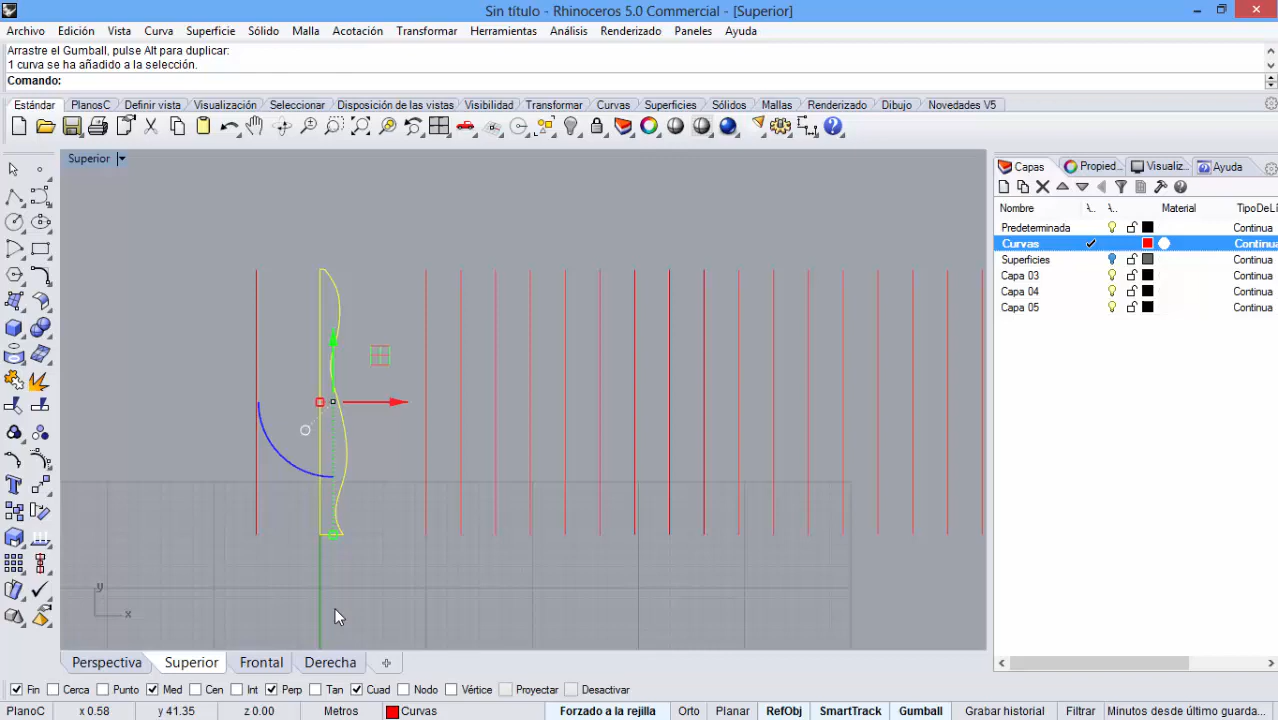 Sin título - Rhinoceros 5.0 Commercial - [Superior]
Archivo Edición Vista Curva Superficie Sólido Malla Acotación Transformar Herramientas Análisis Renderizado Paneles Ayuda
Arrastre el Gumball, pulse Alt para duplicar:
1 curva se ha añadido a la selección.
Comando:
Estándar PlanosC Definir vista Visualización Seleccionar Disposición de las vistas Visibilidad Transformar Curvas Superficies Sólidos Mallas Renderizado Dibujo Novedades V5
Superior
Capas Propied... Visualiz... Ayuda
Nombre Material TipoDeL
Predeterminada Continua
Curvas Continua
Superficies Continua
Capa 03 Continua
Capa 04 Continua
Capa 05 Continua
y
x
Perspectiva Superior Frontal Derecha
Fin Cerca Punto Med Cen Int Perp Tan Cuad Nodo Vértice Proyectar Desactivar
PlanoC x 0.58 y 41.35 z 0.00 Metros Curvas Forzado a la rejilla Orto Planar RefObj SmartTrack Gumball Grabar historial Filtrar Minutos desde último guarda...